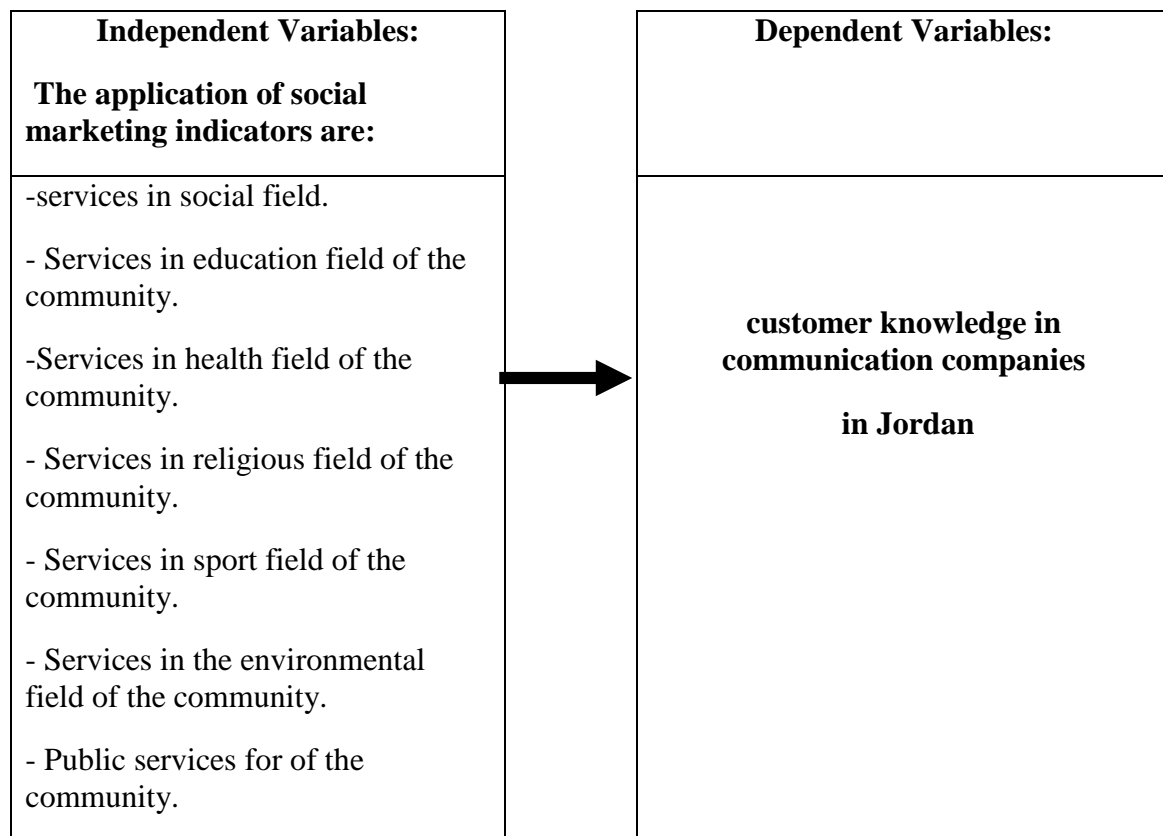 Independent Variables:
The application of social
marketing indicators are:
-services in social field.
- Services in education field of the
community.
-Services in health field of the
community.
- Services in religious field of the
community.
- Services in sport field of the
community.
- Services in the environmental
field of the community.
- Public services for of the
community.
Dependent Variables:
customer knowledge in
communication companies
in Jordan